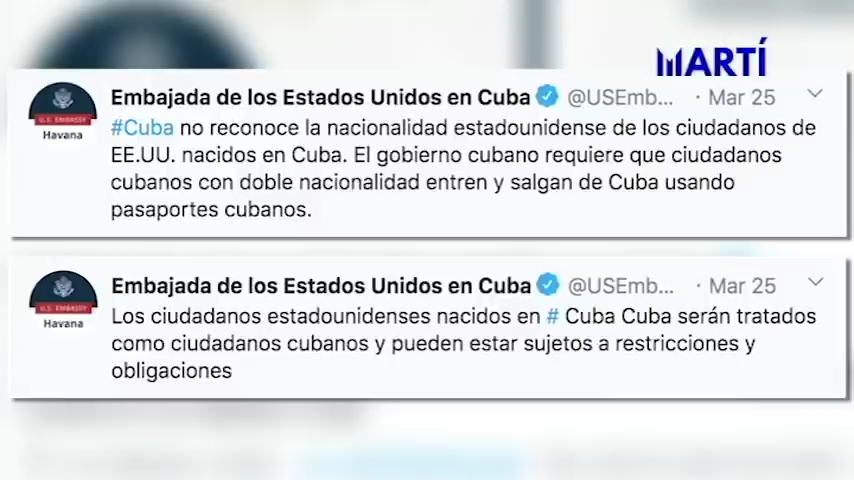 MARTÍ
Embajada de los Estados Unidos en Cuba @USEmb... · Mar 25
#Cuba no reconoce la nacionalidad estadounidense de los ciudadanos de
EE.UU. nacidos en Cuba. El gobierno cubano requiere que ciudadanos
cubanos con doble nacionalidad entren y salgan de Cuba usando
pasaportes cubanos.
U.S. EMBASSY
Havana
Embajada de los Estados Unidos en Cuba @USEmb... · Mar 25
Los ciudadanos estadounidenses nacidos en # Cuba Cuba serán tratados
como ciudadanos cubanos y pueden estar sujetos a restricciones y
obligaciones
U.S. EMBASSY
Havana